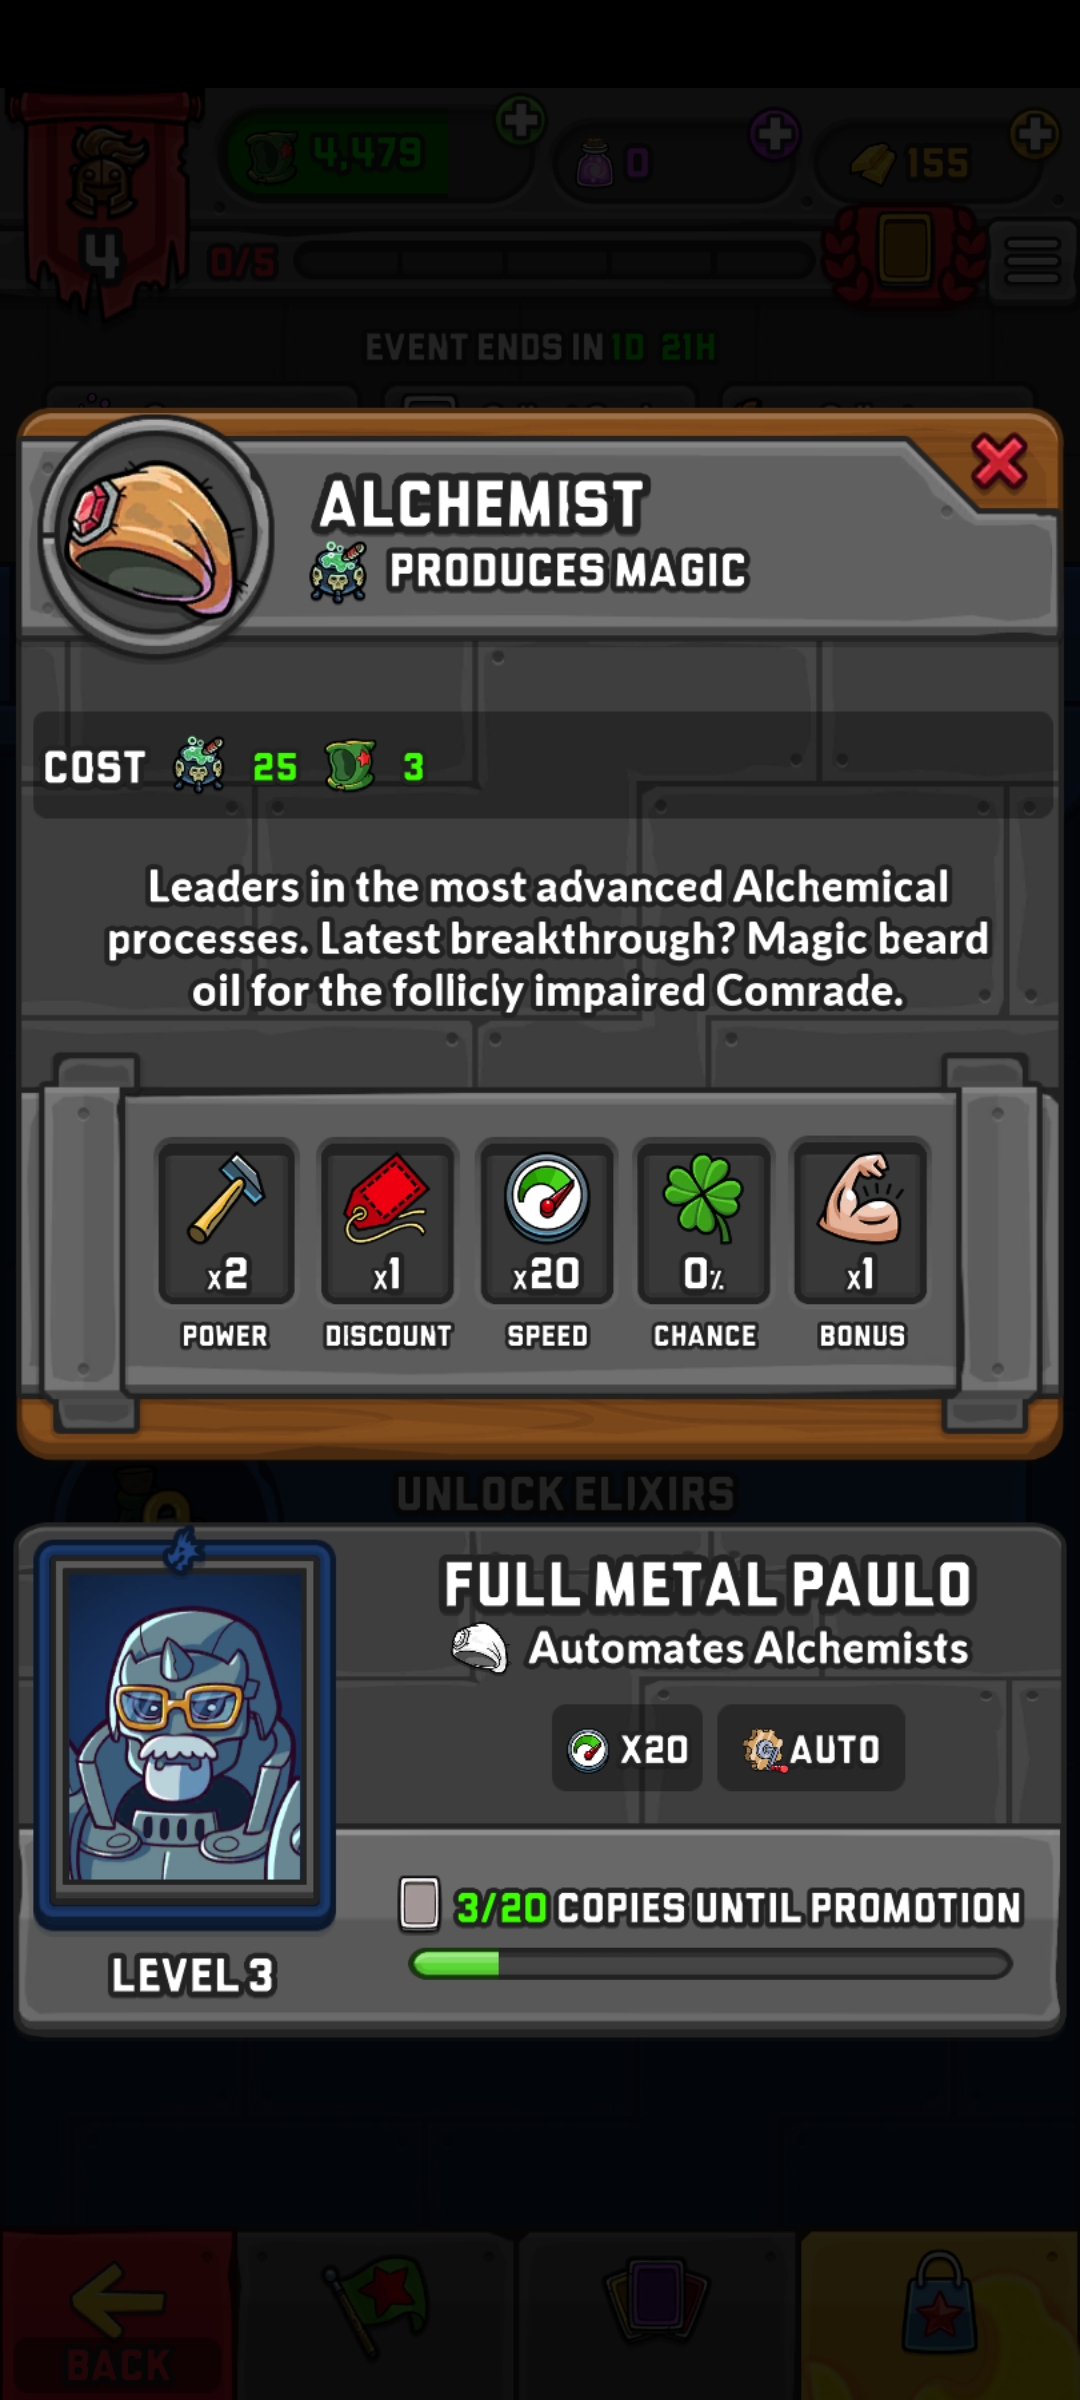 4,479
0
155
4
0/5
EVENT ENDS IN 1D 21H
ALCHEMIST
PRODUCES MAGIC
COST 25 3
Leaders in the most advanced Alchemical
processes. Latest breakthrough? Magic beard
oil for the follicly impaired Comrade.
x2 x1 x20 0% x1
POWER DISCOUNT SPEED CHANCE BONUS
UNLOCK ELIXIRS
FULL METAL PAULO
Automates Alchemists
X20 AUTO
3/20 COPIES UNTIL PROMOTION
LEVEL 3
BACK